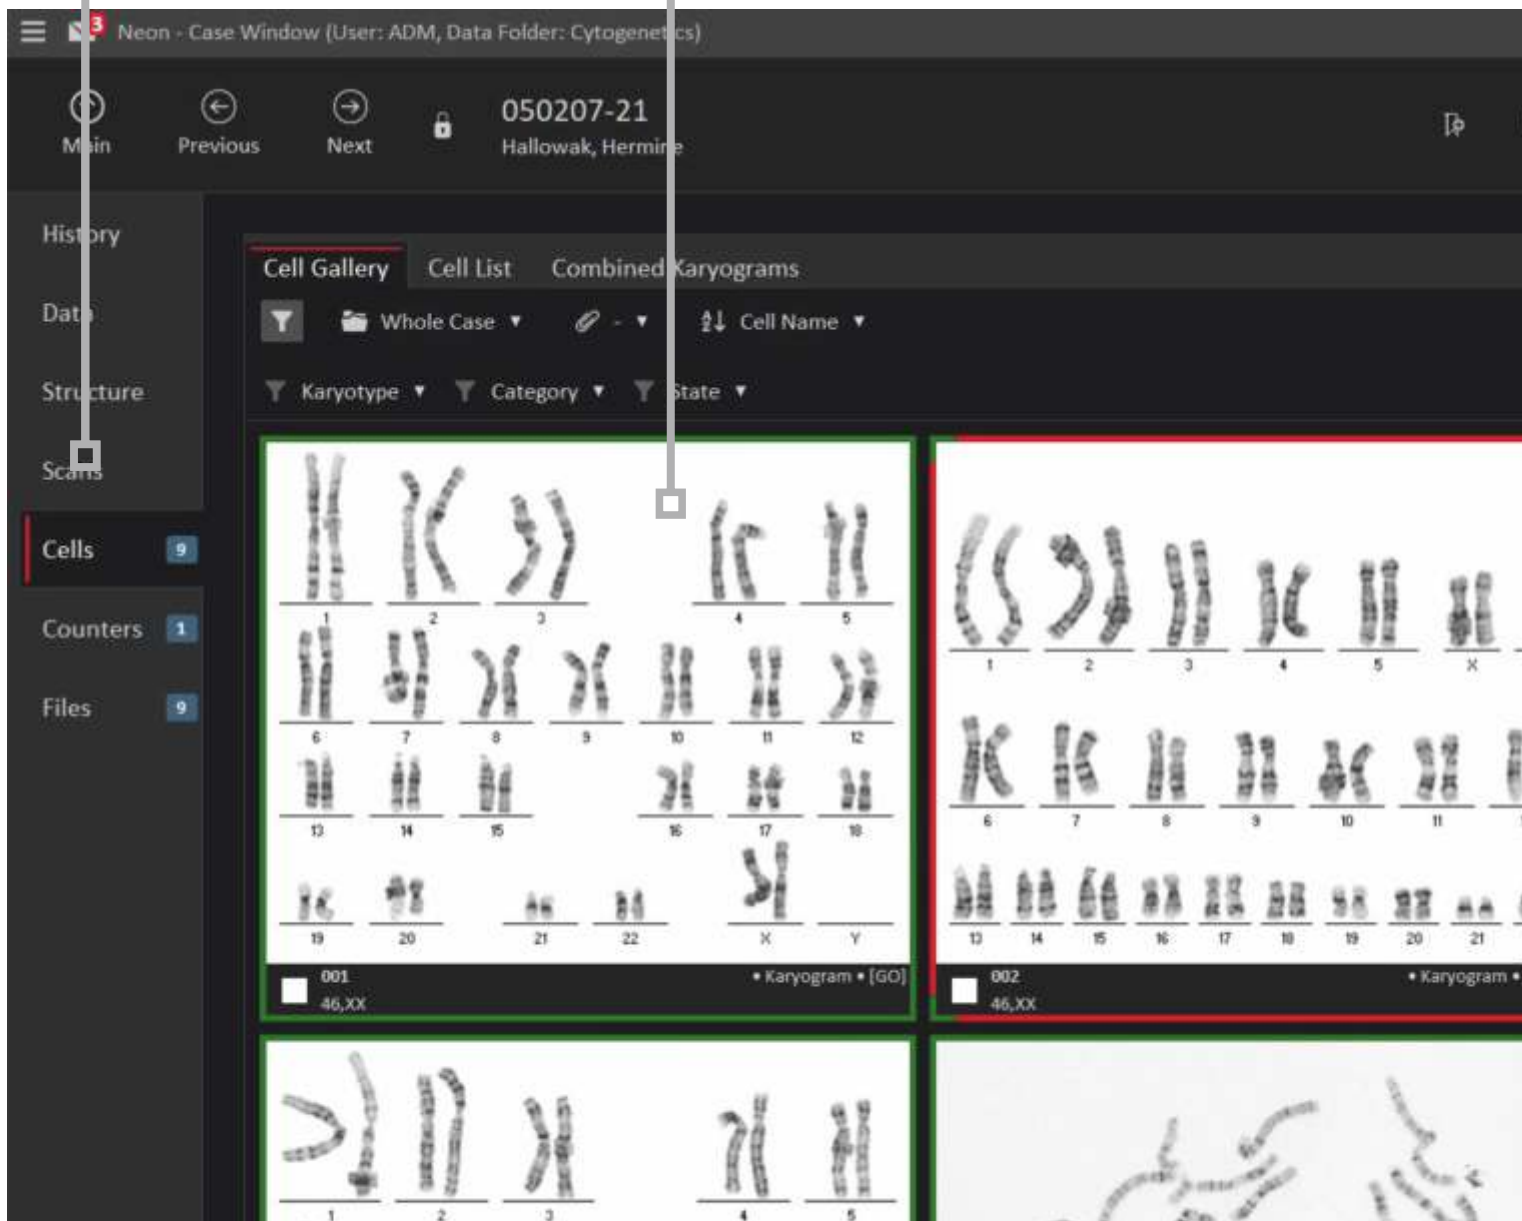 3
Neon - Case Window (User: ADM, Data Folder: Cytogenetics)
Main Previous Next
050207-21
Hallowak, Hermine
History
Data
Structure
Scans
Cells 9
Counters 1
Files 9
Cell Gallery Cell List Combined Karyograms
Whole Case - Cell Name
Karyotype Category State
1 2 3 4 5
6 7 8 9 10 11 12
13 14 15 16 17 18
19 20 21 22 X Y
001 • Karyogram • [GO]
46,XX
1 2 3 4 5 X
6 7 8 9 10 11
13 14 15 16 17 18 19 20 21
002 • Karyogram •
46,XX
1 2 3 4 5